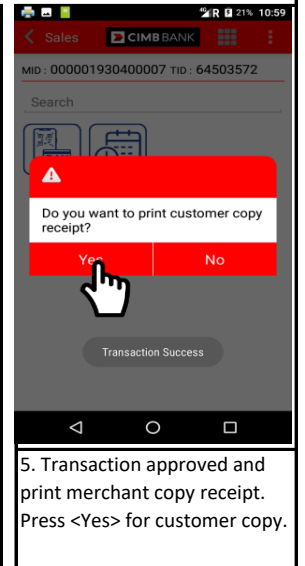 4G R 21% 10:59
Sales CIMB BANK
MID : 000001930400007 TID : 64503572
Search
Do you want to print customer copy
receipt?
Yes No
Transaction Success
5. Transaction approved and
print merchant copy receipt.
Press <Yes> for customer copy.